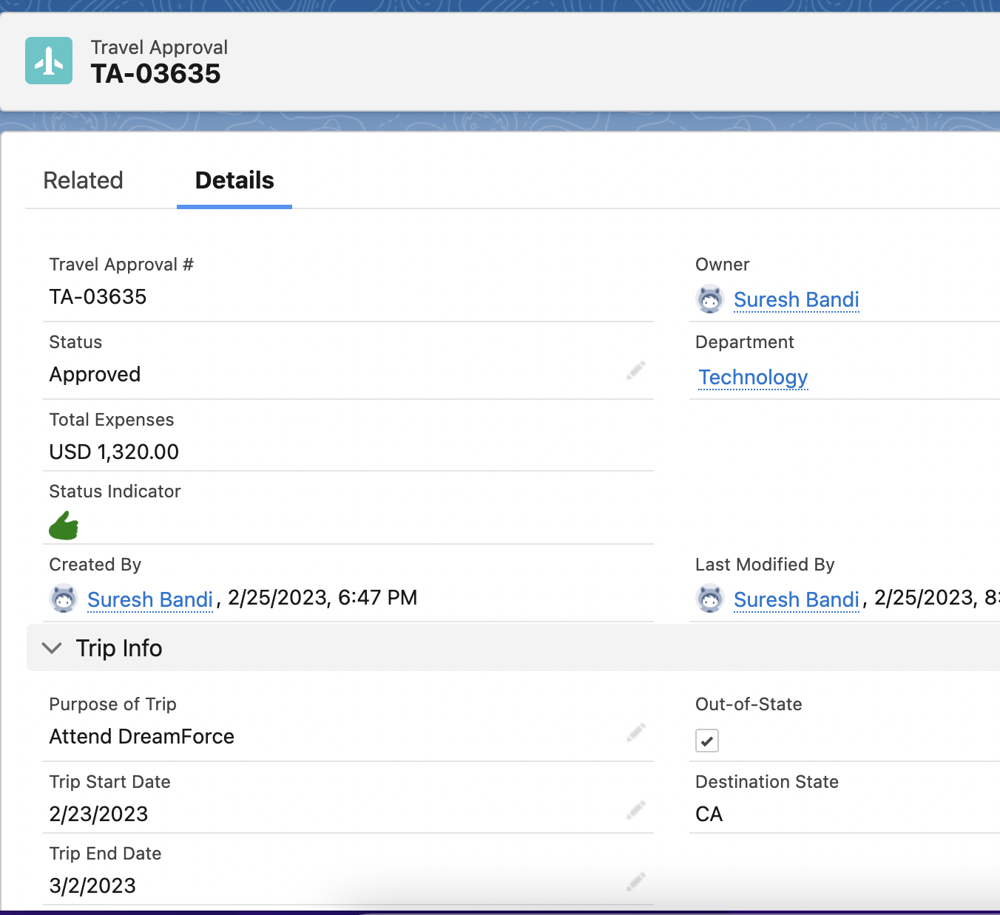 Travel Approval
TA-03635
Related
Details
Travel Approval #
TA-03635
Owner
Suresh Bandi
Status
Approved
Department
Technology
Total Expenses
USD 1,320.00
Status Indicator
Created By
Suresh Bandi, 2/25/2023, 6:47 PM
Last Modified By
Suresh Bandi, 2/25/2023, 8:
Trip Info
Purpose of Trip
Attend DreamForce
Out-of-State
Trip Start Date
2/23/2023
Destination State
CA
Trip End Date
3/2/2023